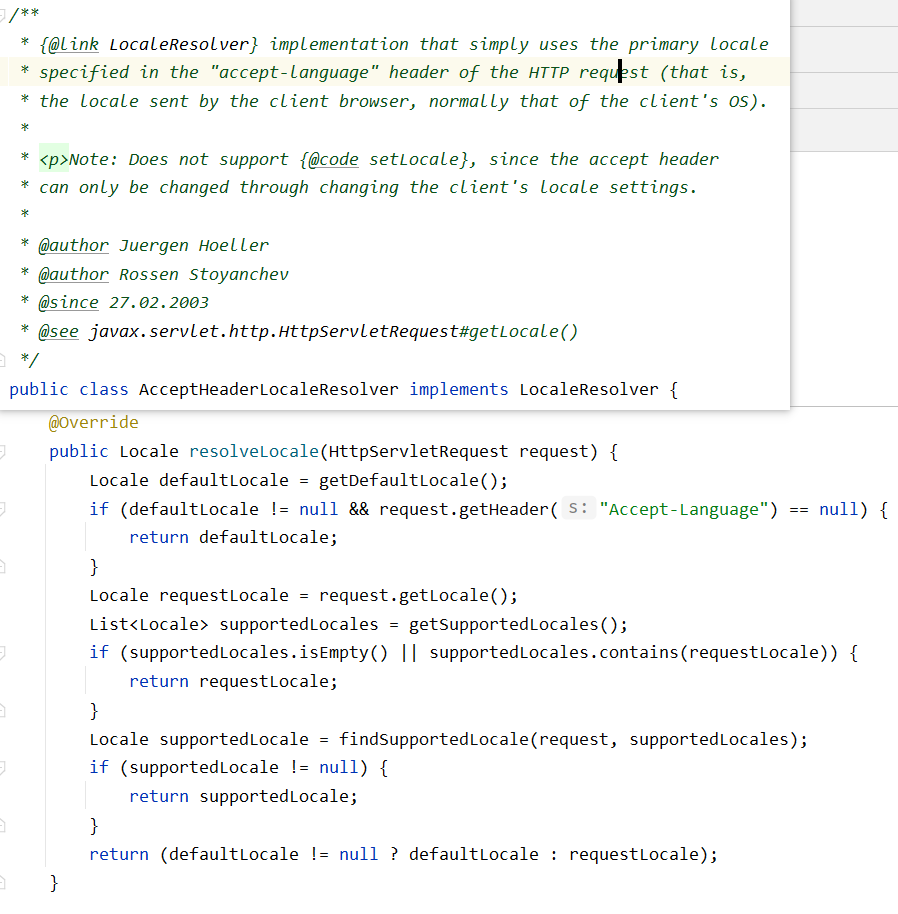 /**
 * {@link LocaleResolver} implementation that simply uses the primary locale
 * specified in the "accept-language" header of the HTTP request (that is,
 * the locale sent by the client browser, normally that of the client's OS).
 *
 * <p>Note: Does not support {@code setLocale}, since the accept header
 * can only be changed through changing the client's locale settings.
 *
 * @author Juergen Hoeller
 * @author Rossen Stoyanchev
 * @since 27.02.2003
 * @see javax.servlet.http.HttpServletRequest#getLocale()
 */
public class AcceptHeaderLocaleResolver implements LocaleResolver {
    @Override
    public Locale resolveLocale(HttpServletRequest request) {
        Locale defaultLocale = getDefaultLocale();
        if (defaultLocale != null && request.getHeader( s: "Accept-Language") == null) {
            return defaultLocale;
        }
        Locale requestLocale = request.getLocale();
        List<Locale> supportedLocales = getSupportedLocales();
        if (supportedLocales.isEmpty() || supportedLocales.contains(requestLocale)) {
            return requestLocale;
        }
        Locale supportedLocale = findSupportedLocale(request, supportedLocales);
        if (supportedLocale != null) {
            return supportedLocale;
        }
        return (defaultLocale != null ? defaultLocale : requestLocale);
    }